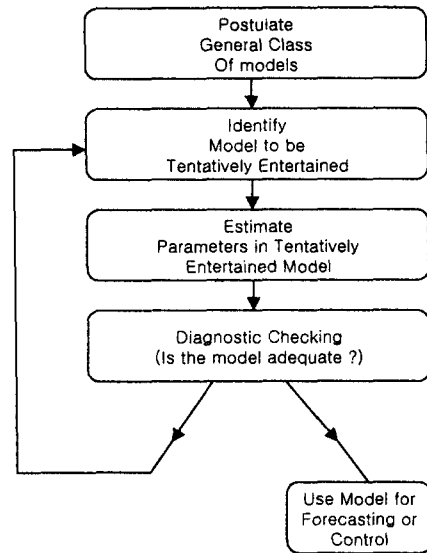 Postulate
General Class
Of models
Identify
Model to be
Tentatively Entertained
Estimate
Parameters in Tentatively
Entertained Model
Diagnostic Checking
(Is the model adequate ?)
Use Model for
Forecasting or
Control